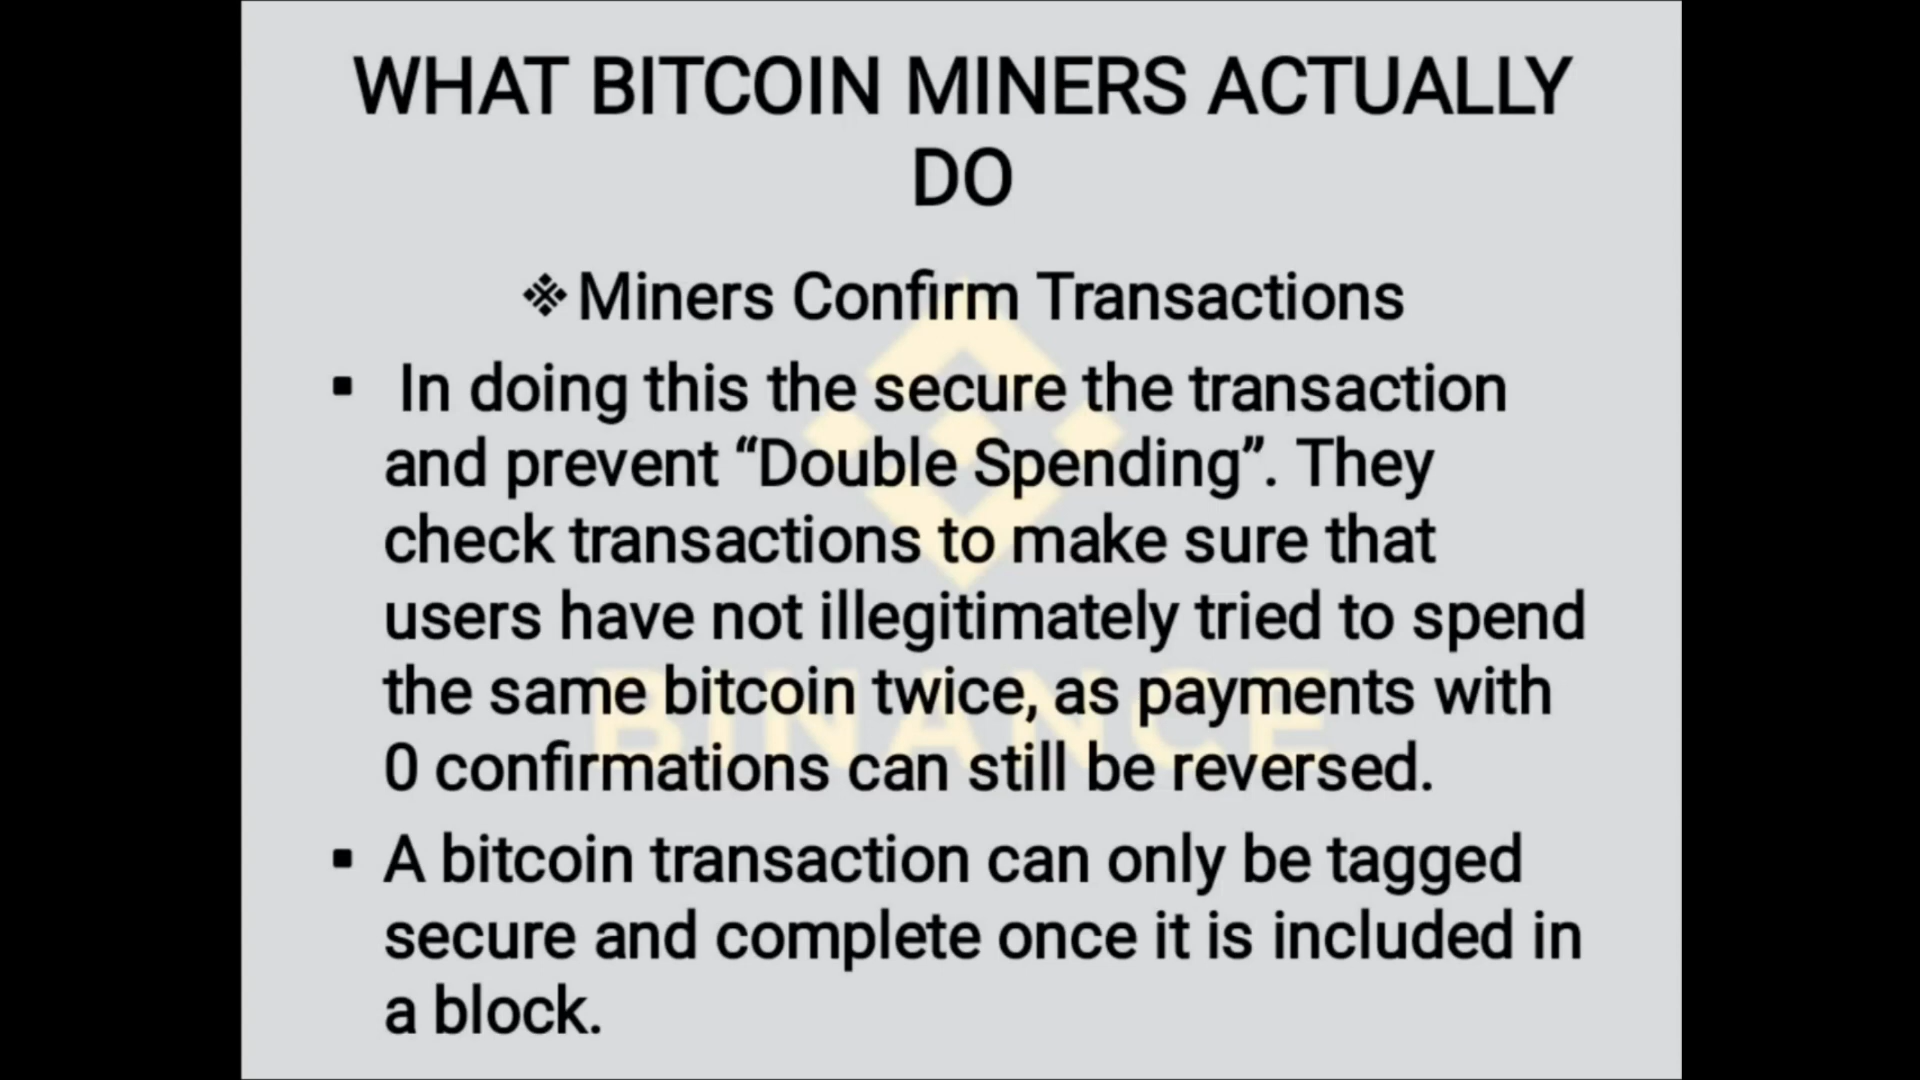 WHAT BITCOIN MINERS ACTUALLY
DO
❖Miners Confirm Transactions
▪ In doing this the secure the transaction
and prevent “Double Spending”. They
check transactions to make sure that
users have not illegitimately tried to spend
the same bitcoin twice, as payments with
0 confirmations can still be reversed.
▪ A bitcoin transaction can only be tagged
secure and complete once it is included in
a block.
BINANCE